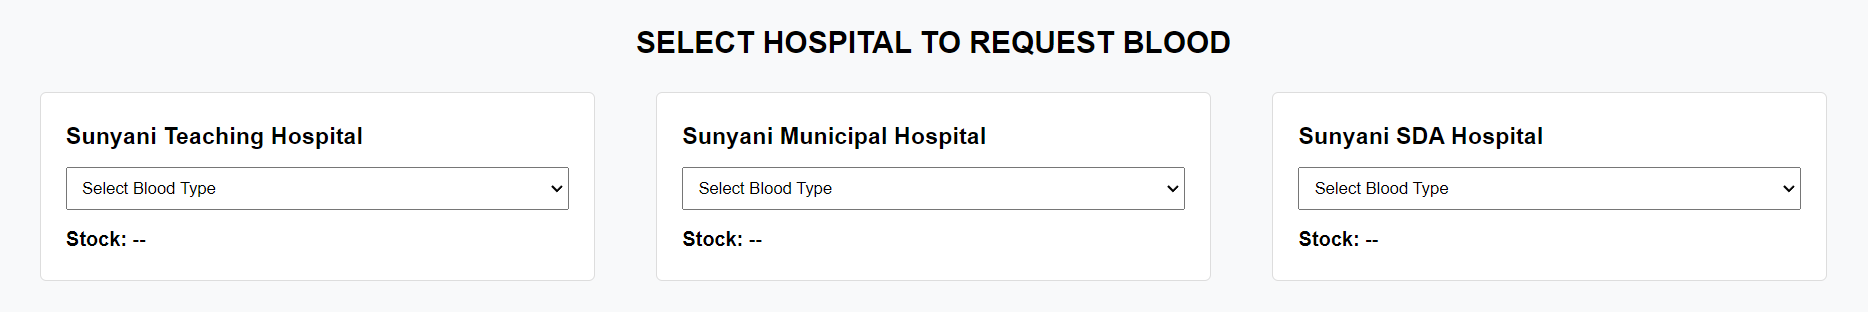 SELECT HOSPITAL TO REQUEST BLOOD
Sunyani Teaching Hospital
Select Blood Type
Stock: --
Sunyani Municipal Hospital
Select Blood Type
Stock: --
Sunyani SDA Hospital
Select Blood Type
Stock: --